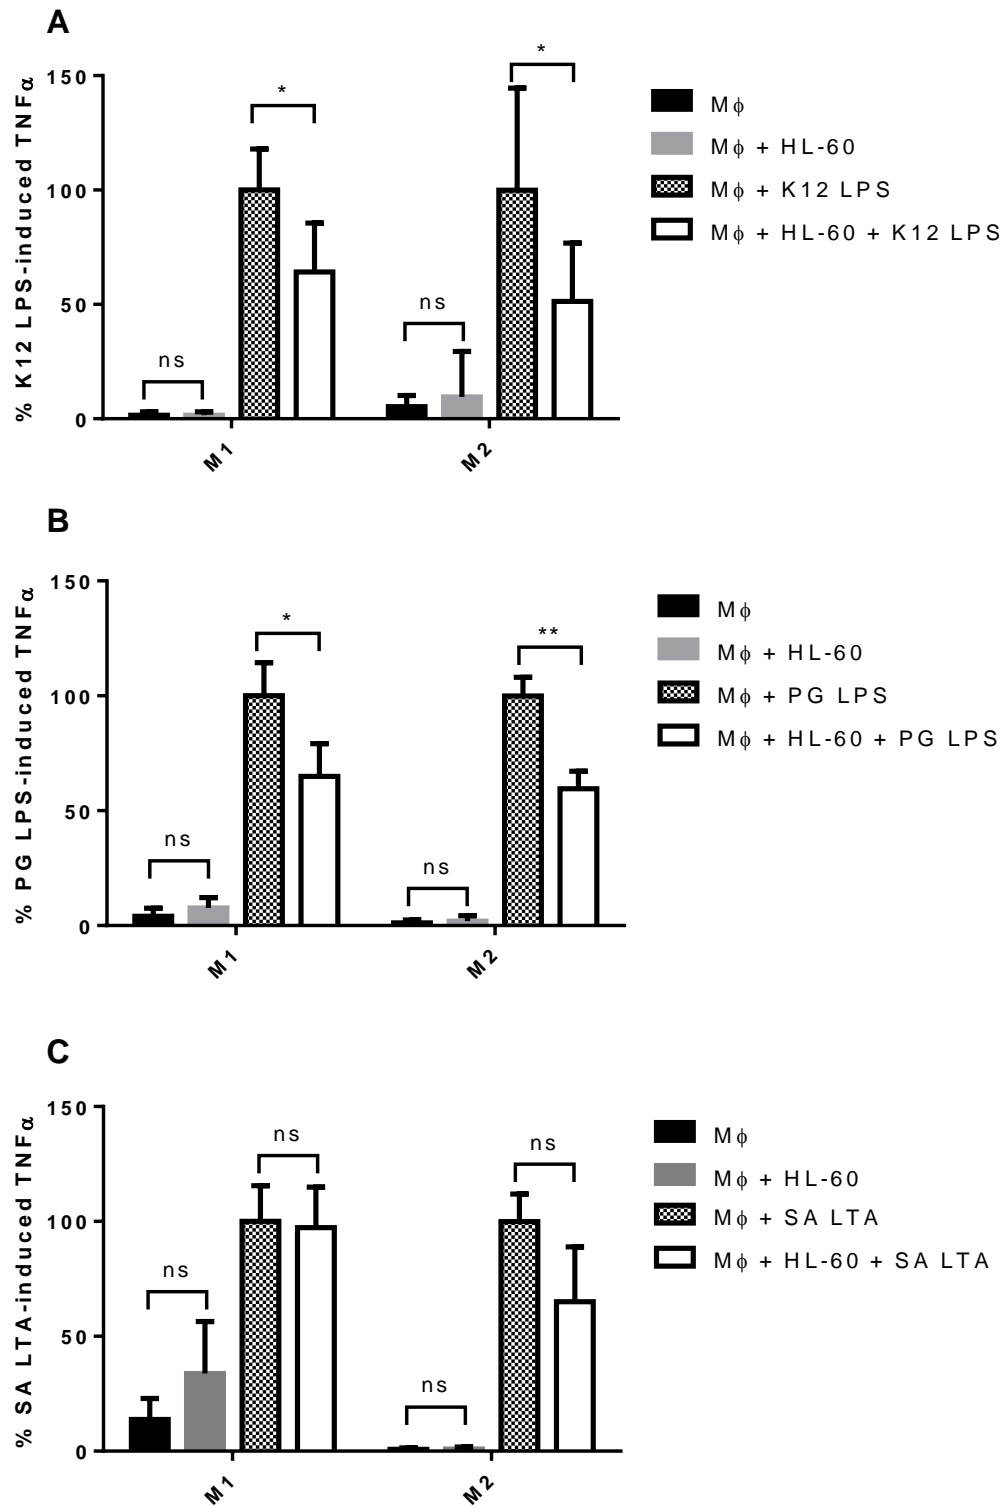 A
% K12 LPS-induced TNFα
150
100
50
0
*
*
ns
ns
M1
M2
Mϕ
Mϕ + HL-60
Mϕ + K12 LPS
Mϕ + HL-60 + K12 LPS
B
% PG LPS-induced TNFα
150
100
50
0
*
**
ns
ns
M1
M2
Mϕ
Mϕ + HL-60
Mϕ + PG LPS
Mϕ + HL-60 + PG LPS
C
% SA LTA-induced TNFα
150
100
50
0
ns
ns
ns
ns
M1
M2
Mϕ
Mϕ + HL-60
Mϕ + SA LTA
Mϕ + HL-60 + SA LTA